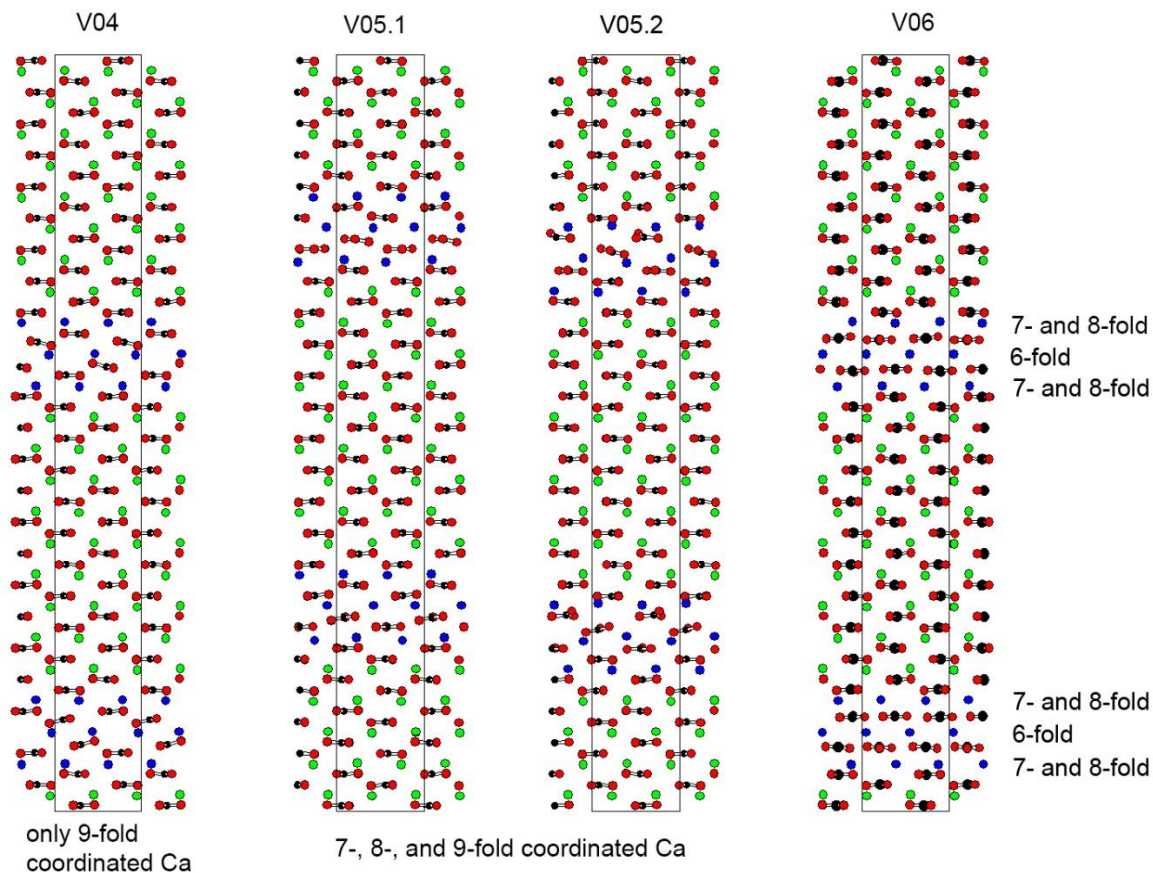 V04
V05.1
V05.2
V06
7- and 8-fold
6-fold
7- and 8-fold
7- and 8-fold
6-fold
7- and 8-fold
only 9-fold
coordinated Ca
7-, 8-, and 9-fold coordinated Ca